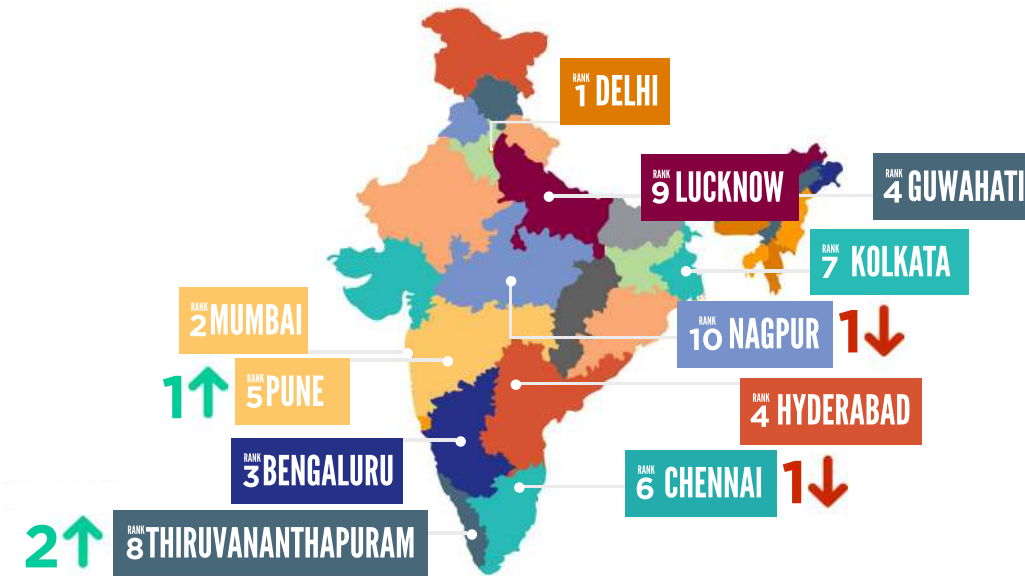 RANK
1 DELHI
RANK
9 LUCKNOW
RANK
4 GUWAHATI
RANK
7 KOLKATA
RANK
2 MUMBAI
RANK
10 NAGPUR
1
1
RANK
5 PUNE
RANK
4 HYDERABAD
RANK
3 BENGALURU
RANK
6 CHENNAI
1
2
RANK
8 THIRUVANANTHAPURAM